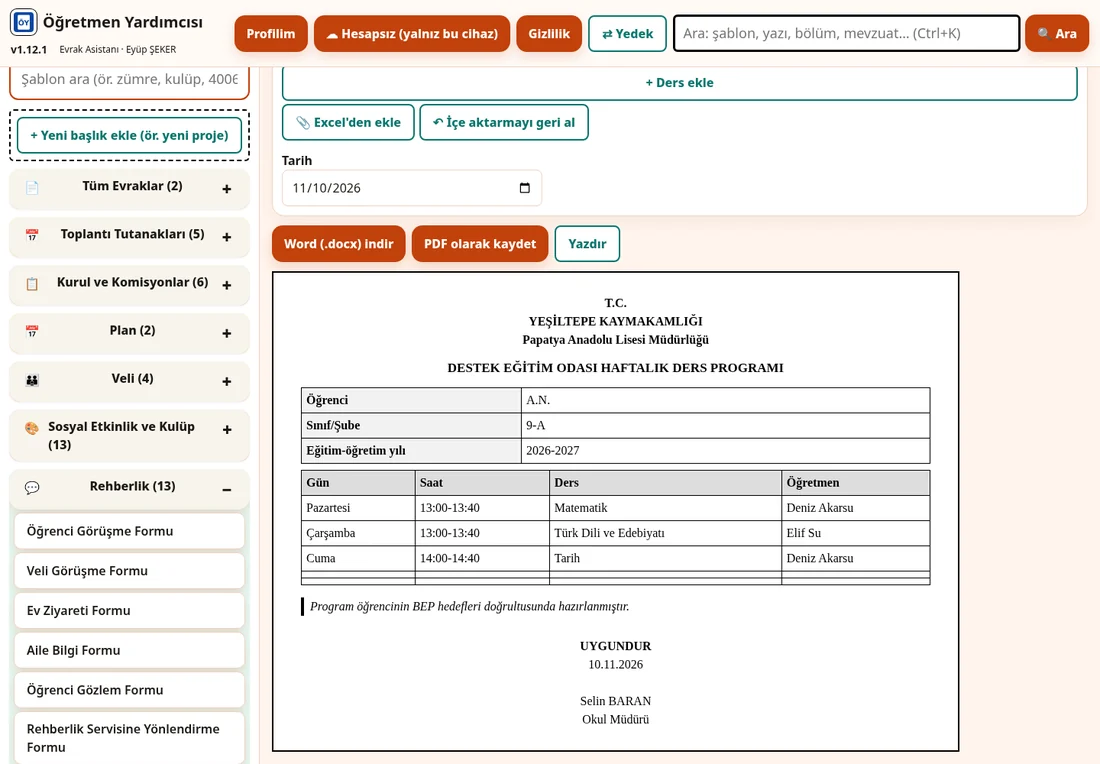 Öğretmen Yardımcısı
v1.12.1 Evrak Asistanı · Eyüp ŞEKER
Profilim
☁ Hesapsız (yalnız bu cihaz)
Gizlilik
⇄ Yedek
Ara: şablon, yazı, bölüm, mevzuat... (Ctrl+K)
🔍 Ara
Şablon ara (ör. zümre, kulüp, 4006
+ Yeni başlık ekle (ör. yeni proje)
Tüm Evraklar (2) +
Toplantı Tutanakları (5) +
Kurul ve Komisyonlar (6) +
Plan (2) +
Veli (4) +
Sosyal Etkinlik ve Kulüp
(13) +
Rehberlik (13) −
Öğrenci Görüşme Formu
Veli Görüşme Formu
Ev Ziyareti Formu
Aile Bilgi Formu
Öğrenci Gözlem Formu
Rehberlik Servisine Yönlendirme
Formu
+ Ders ekle
📎 Excel'den ekle
↶ İçe aktarmayı geri al
Tarih
11/10/2026
Word (.docx) indir
PDF olarak kaydet
Yazdır
T.C.
YEŞİLTEPE KAYMAKAMLIĞI
Papatya Anadolu Lisesi Müdürlüğü
DESTEK EĞİTİM ODASI HAFTALIK DERS PROGRAMI
Öğrenci A.N.
Sınıf/Şube 9-A
Eğitim-öğretim yılı 2026-2027
Gün Saat Ders Öğretmen
Pazartesi 13:00-13:40 Matematik Deniz Akarsu
Çarşamba 13:00-13:40 Türk Dili ve Edebiyatı Elif Su
Cuma 14:00-14:40 Tarih Deniz Akarsu
Program öğrencinin BEP hedefleri doğrultusunda hazırlanmıştır.
UYGUNDUR
10.11.2026
Selin BARAN
Okul Müdürü